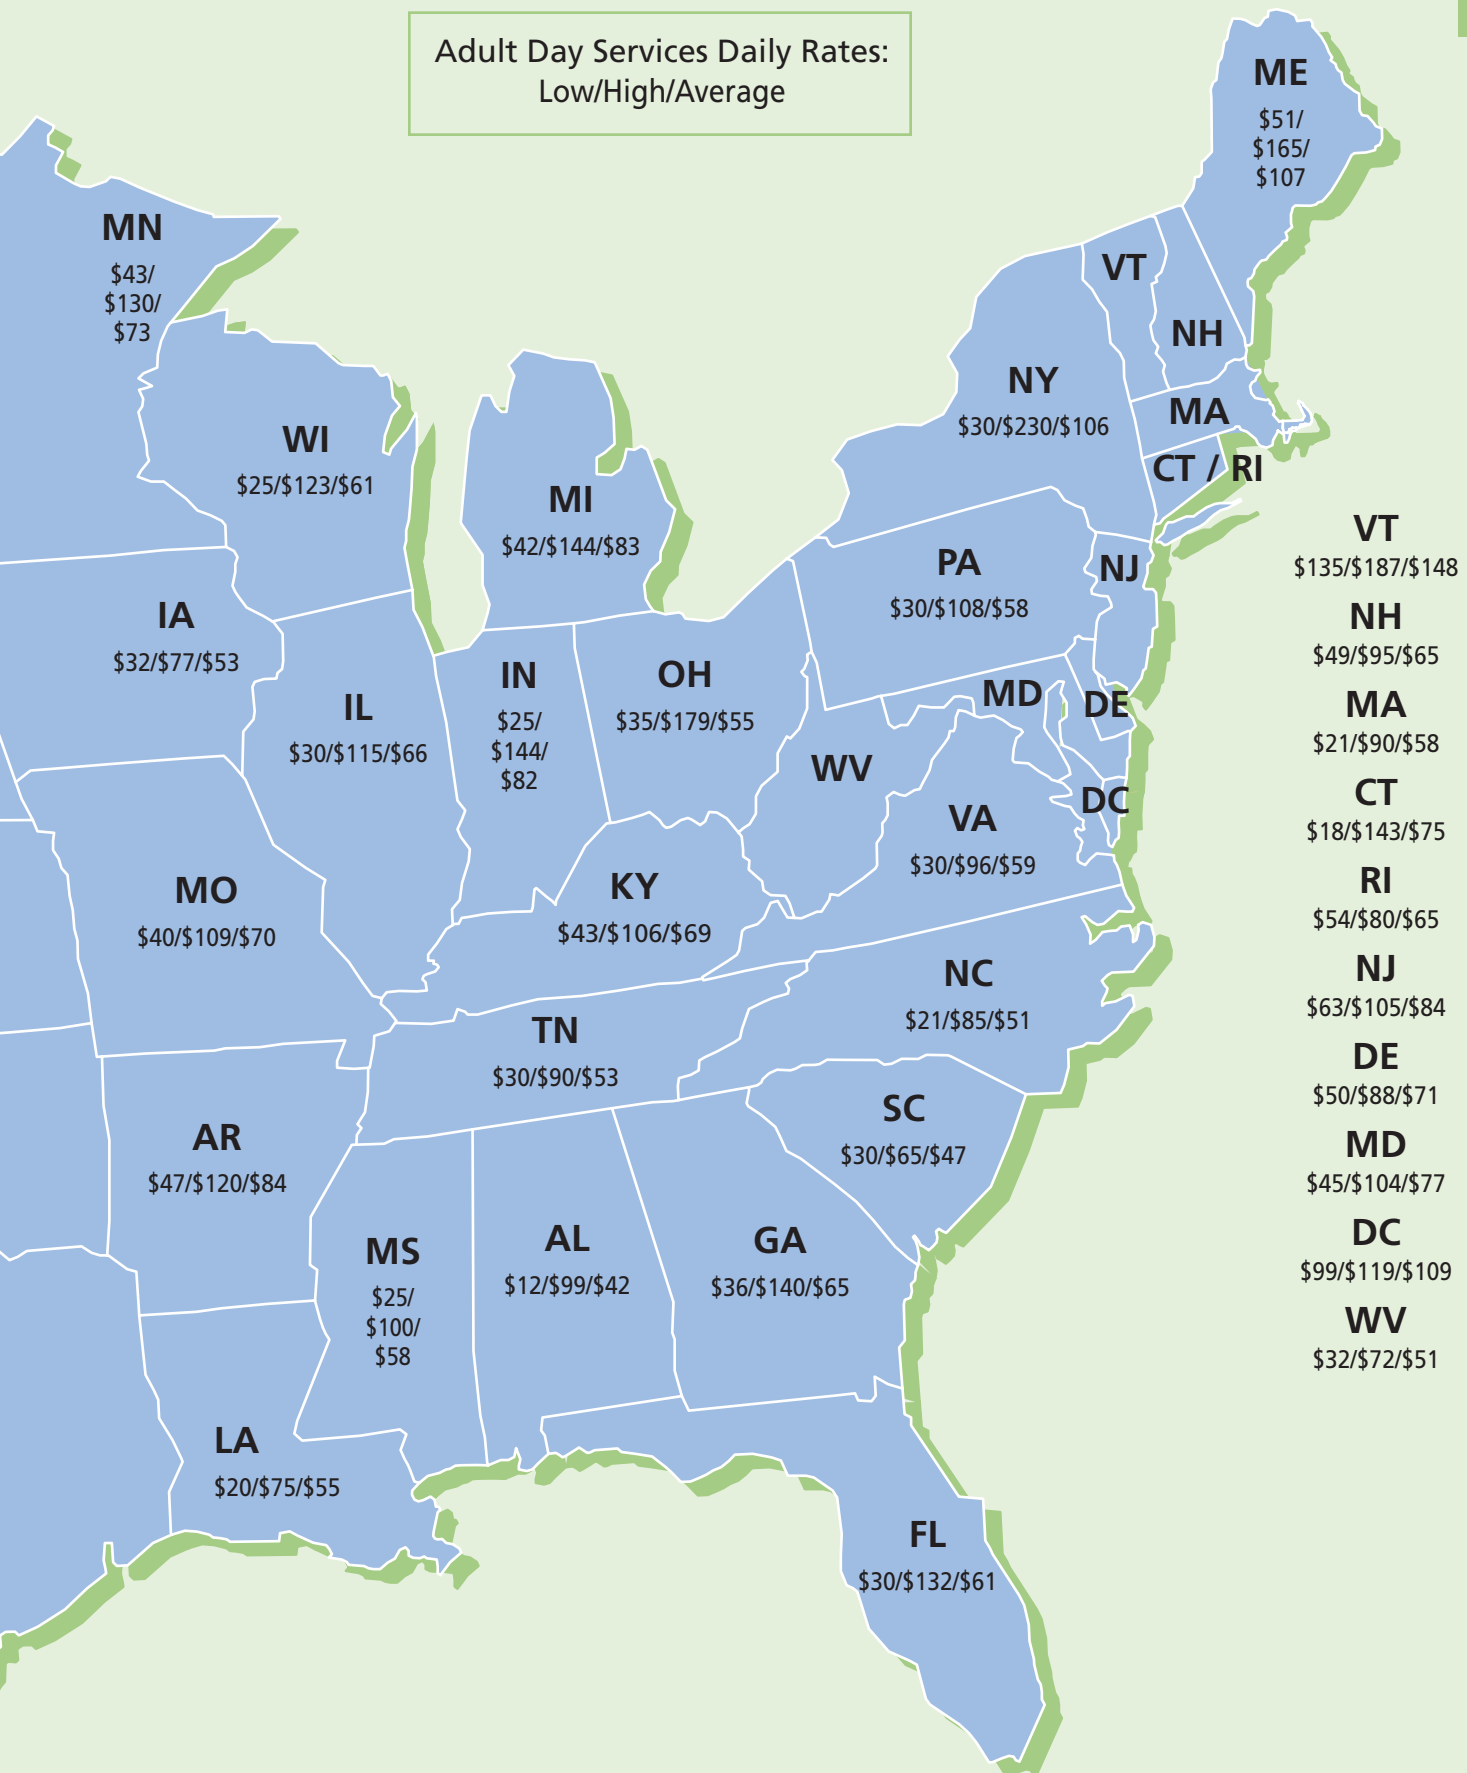 Adult Day Services Daily Rates:
Low/High/Average
ME
$51/
$165/
$107
MN
$43/
$130/
$73
VT
NH
NY
$30/$230/$106
MA
WI
$25/$123/$61
CT / RI
MI
$42/$144/$83
PA
$30/$108/$58
NJ
IA
$32/$77/$53
IL
$30/$115/$66
IN
$25/
$144/
$82
OH
$35/$179/$55
MD
DE
WV
DC
VA
$30/$96/$59
MO
$40/$109/$70
KY
$43/$106/$69
NC
$21/$85/$51
TN
$30/$90/$53
SC
$30/$65/$47
AR
$47/$120/$84
MS
$25/
$100/
$58
AL
$12/$99/$42
GA
$36/$140/$65
LA
$20/$75/$55
FL
$30/$132/$61
VT
$135/$187/$148
NH
$49/$95/$65
MA
$21/$90/$58
CT
$18/$143/$75
RI
$54/$80/$65
NJ
$63/$105/$84
DE
$50/$88/$71
MD
$45/$104/$77
DC
$99/$119/$109
WV
$32/$72/$51